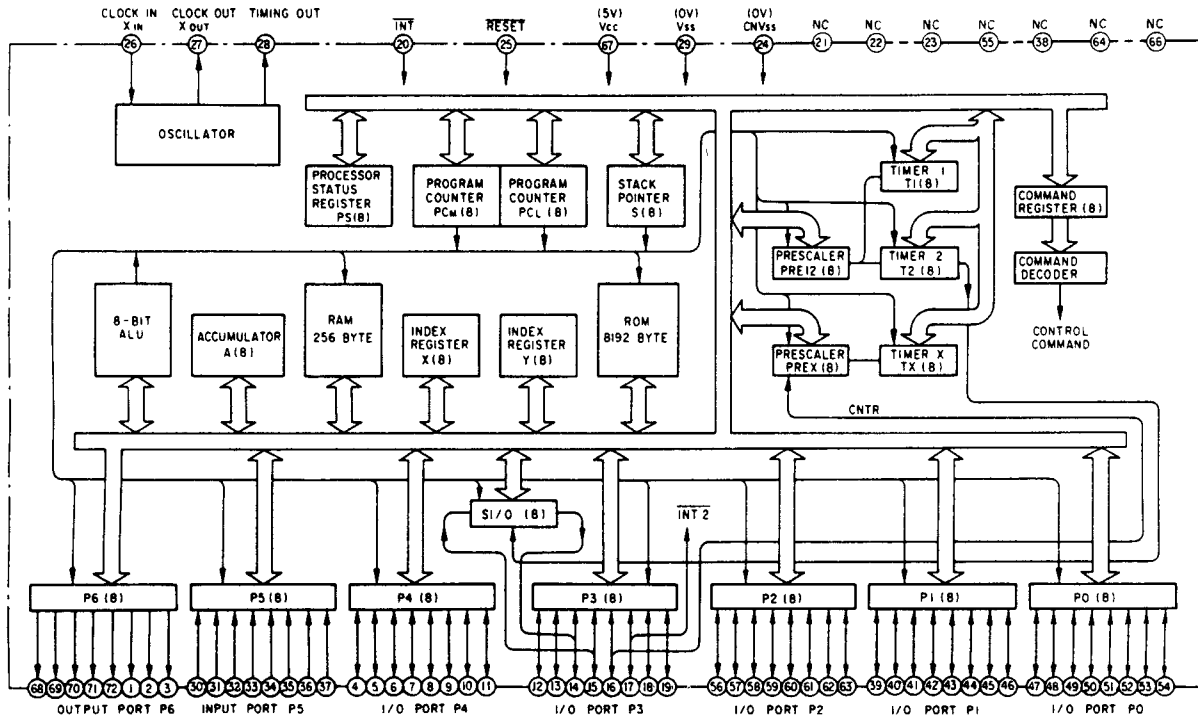 CLOCK IN CLOCK OUT TIMING OUT INT RESET (5V) (0V) (0V) NC NC NC NC NC NC NC
X IN X OUT Vcc Vss CNVss
26 27 28 20 25 67 29 24 21 22 23 55 38 64 66
OSCILLATOR
PROCESSOR STATUS REGISTER PS(8)
PROGRAM COUNTER PCM (8)
PROGRAM COUNTER PCL (8)
STACK POINTER S(8)
TIMER 1
T1(8)
COMMAND
REGISTER (8)
PRESCALER
PRE12 (8)
TIMER 2
T2 (8)
COMMAND
DECODER
8-BIT
ALU
ACCUMULATOR
A(8)
RAM
256 BYTE
INDEX
REGISTER
X(8)
INDEX
REGISTER
Y(8)
ROM
8192 BYTE
PRESCALER
PREX (8)
TIMER X
TX (8)
CONTROL
COMMAND
CNTR
SI/O (8)
INT 2
P6 (8) P5 (8) P4 (8) P3 (8) P2 (8) P1 (8) P0 (8)
68 69 70 71 72 1 2 3 30 31 32 33 34 35 36 37 4 5 6 7 8 9 10 11 12 13 14 15 16 17 18 19 56 57 58 59 60 61 62 63 39 40 41 42 43 44 45 46 47 48 49 50 51 52 53 54
OUTPUT PORT P6 INPUT PORT P5 I/O PORT P4 I/O PORT P3 I/O PORT P2 I/O PORT P1 I/O PORT P0